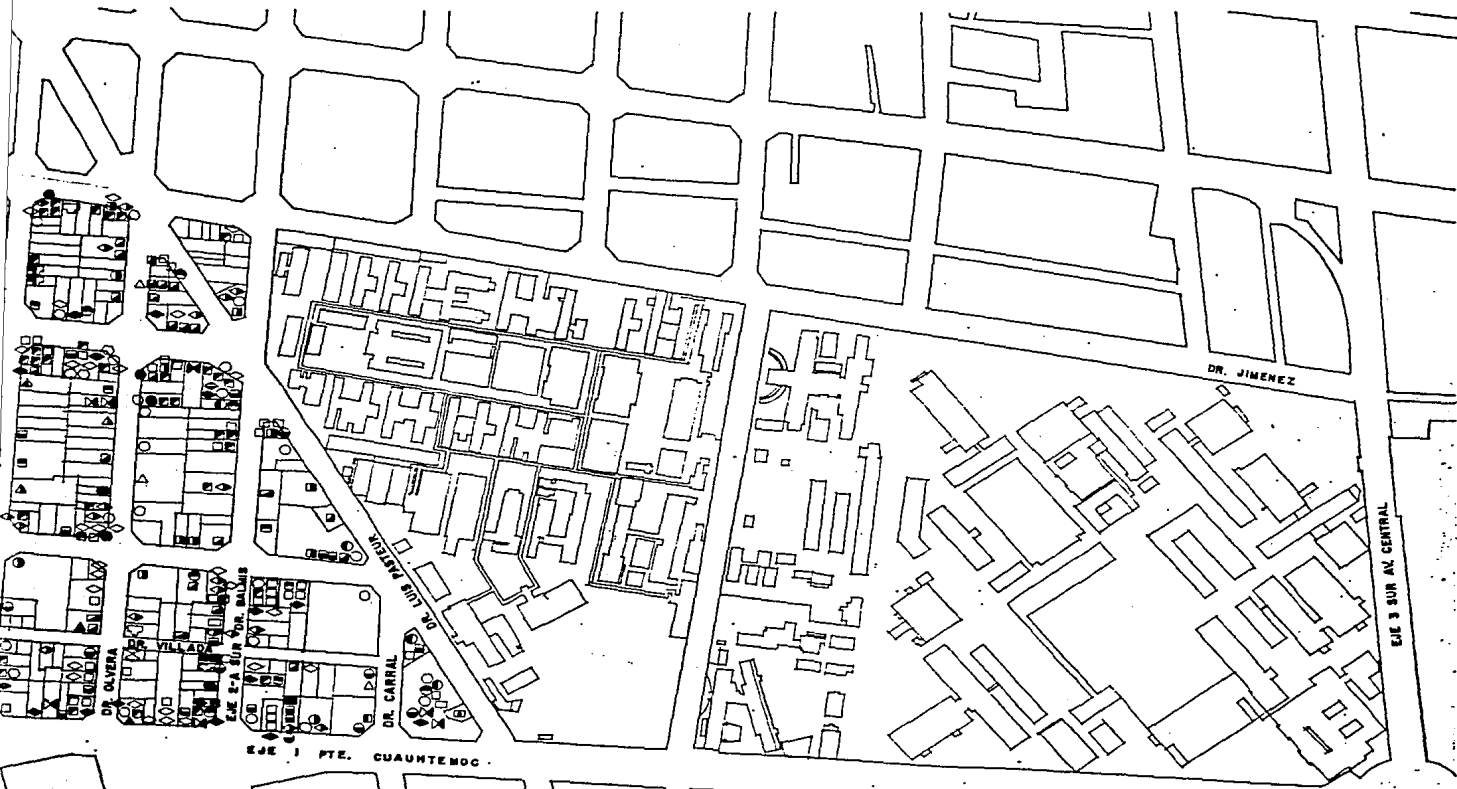 DR. JIMENEZ
EJE 3 SUR AV. CENTRAL
DR. LUIS PASTEUR
EJE 2-A SUR DR. BALMIS
DR. VILLADA
DR. OLVERA
DR. CARRAL
EJE 1 PTE. CUAUHTEMOC